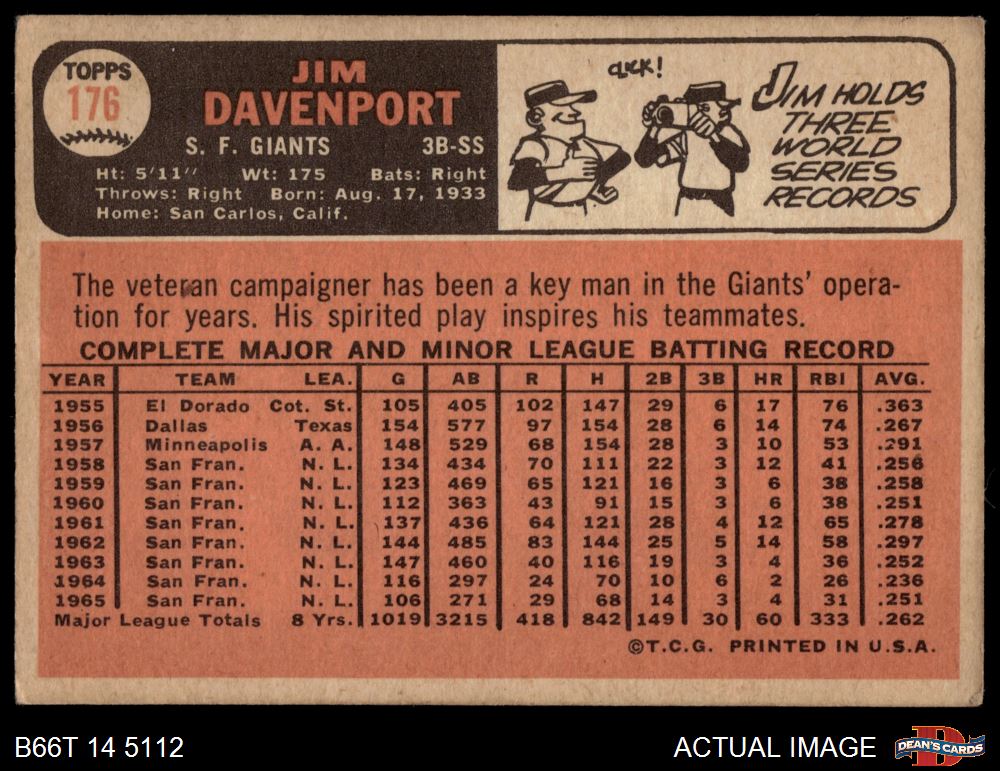 TOPPS
176
JIM
DAVENPORT
S. F. GIANTS 3B-SS
Ht: 5'11" Wt: 175 Bats: Right
Throws: Right Born: Aug. 17, 1933
Home: San Carlos, Calif.
CLICK!
JIM HOLDS
THREE
WORLD
SERIES
RECORDS
The veteran campaigner has been a key man in the Giants' opera-
tion for years. His spirited play inspires his teammates.
COMPLETE MAJOR AND MINOR LEAGUE BATTING RECORD
YEAR TEAM LEA. G AB R H 2B 3B HR RBI AVG.
1955 El Dorado Cot. St. 105 405 102 147 29 6 17 76 .363
1956 Dallas Texas 154 577 97 154 28 6 14 74 .267
1957 Minneapolis A. A. 148 529 68 154 28 3 10 53 .291
1958 San Fran. N. L. 134 434 70 111 22 3 12 41 .256
1959 San Fran. N. L. 123 469 65 121 16 3 6 38 .258
1960 San Fran. N. L. 112 363 43 91 15 3 6 38 .251
1961 San Fran. N. L. 137 436 64 121 28 4 12 65 .278
1962 San Fran. N. L. 144 485 83 144 25 5 14 58 .297
1963 San Fran. N. L. 147 460 40 116 19 3 4 36 .252
1964 San Fran. N. L. 116 297 24 70 10 6 2 26 .236
1965 San Fran. N. L. 106 271 29 68 14 3 4 31 .251
Major League Totals 8 Yrs. 1019 3215 418 842 149 30 60 333 .262
©T.C.G. PRINTED IN U.S.A.
B66T 14 5112
ACTUAL IMAGE
DEAN'S CARDS